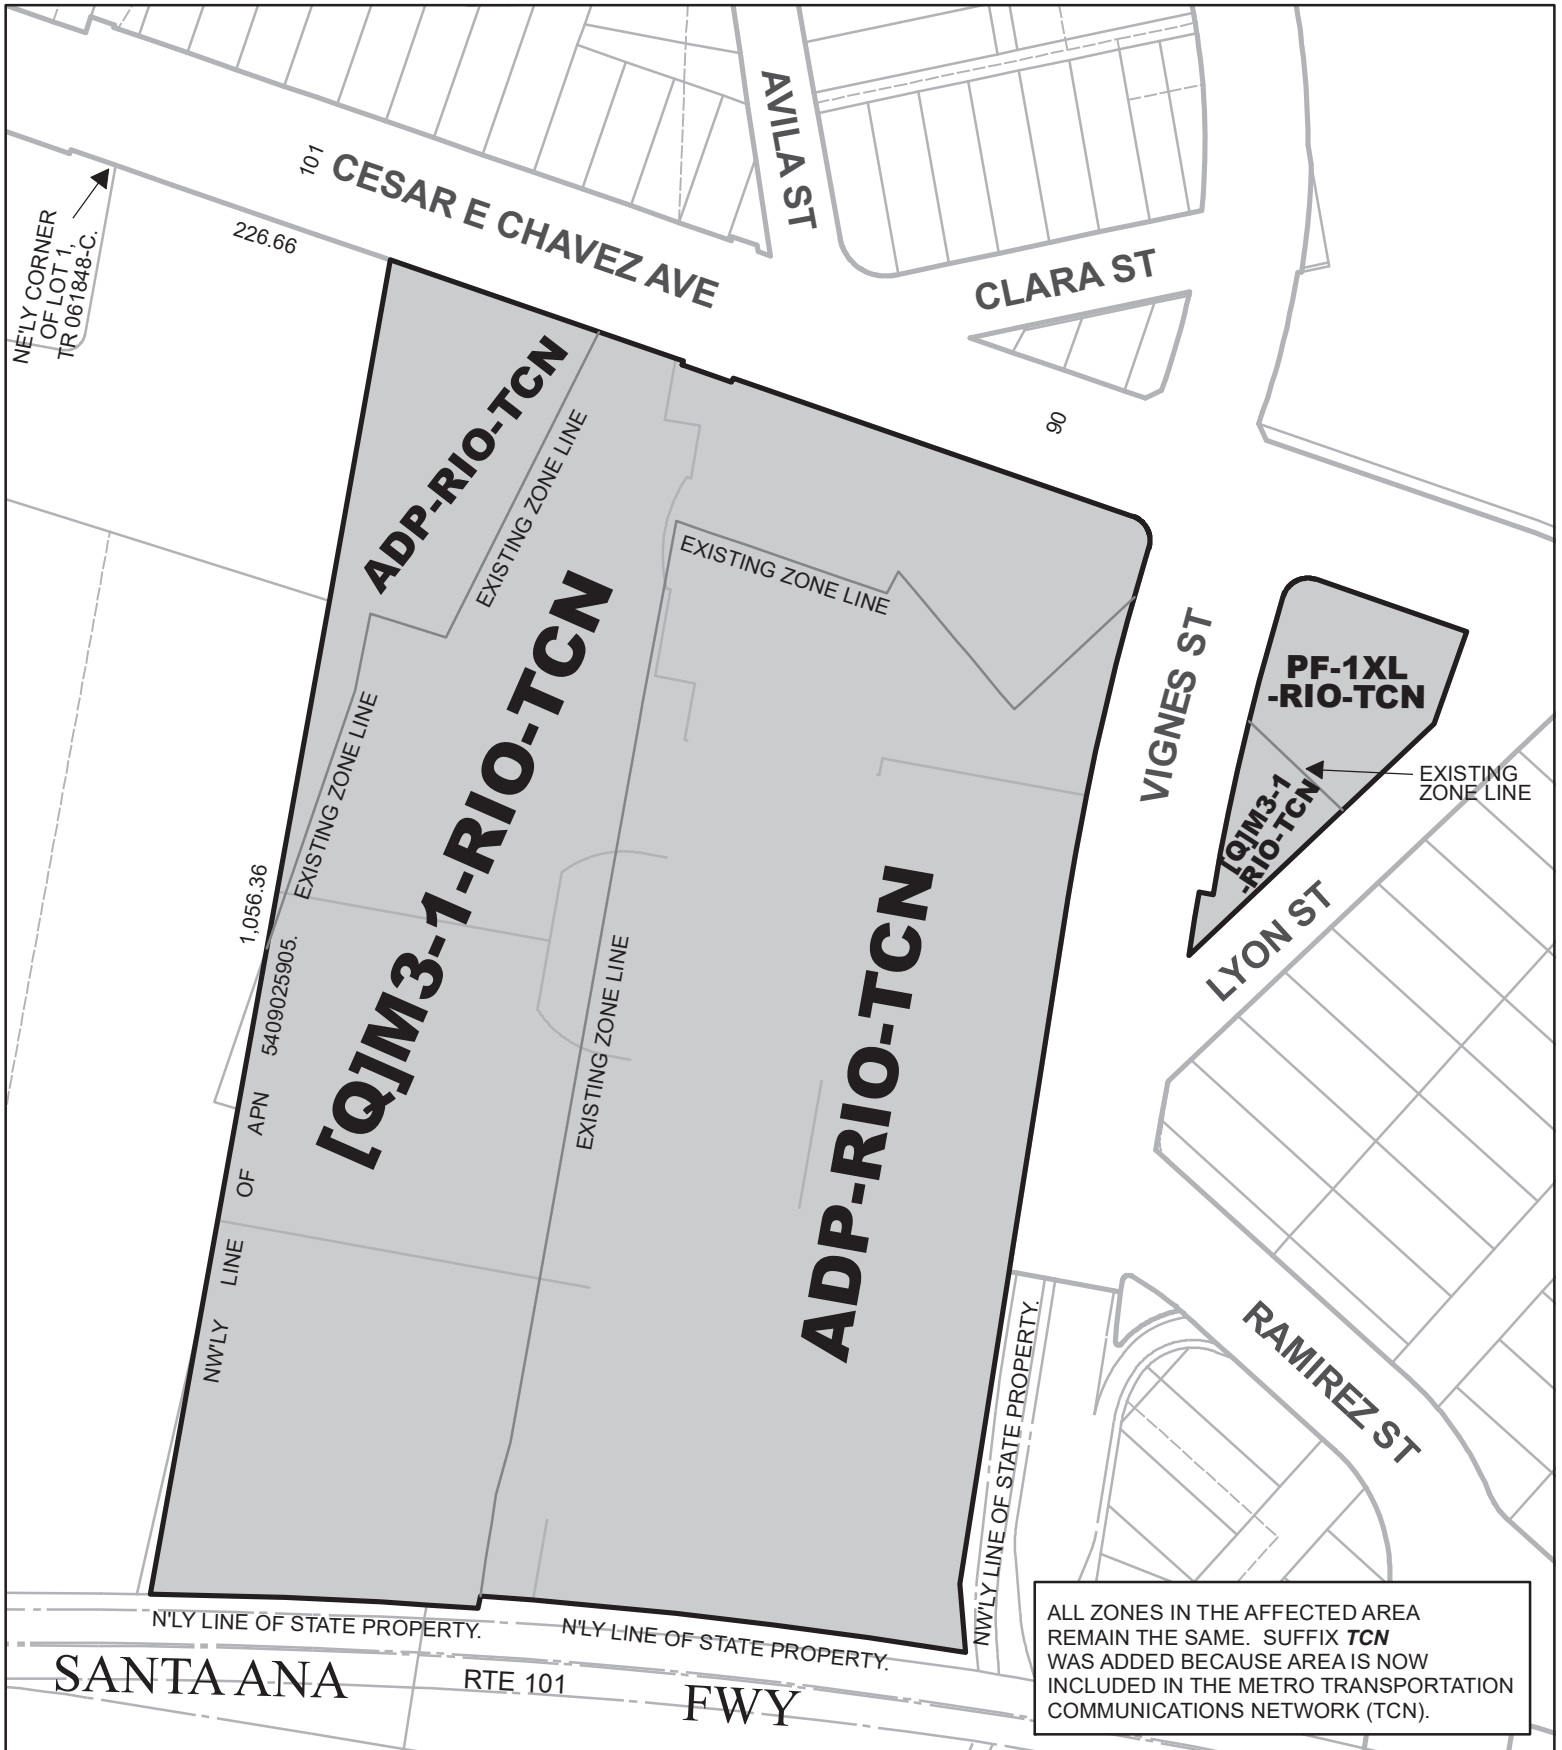 AVILA ST
101
CESAR E CHAVEZ AVE
NE'LY CORNER
OF LOT 1,
TR 061848-C.
226.66
CLARA ST
90
ADP-RIO-TCN
EXISTING ZONE LINE
EXISTING ZONE LINE
[Q]M3-1-RIO-TCN
VIGNES ST
PF-1XL
-RIO-TCN
EXISTING ZONE LINE
[Q]M3-1
-RIO-TCN
EXISTING
ZONE LINE
1,056.36
LYON ST
EXISTING ZONE LINE
ADP-RIO-TCN
NW'LY LINE OF APN 5409025905.
RAMIREZ ST
NW'LY LINE OF STATE PROPERTY.
N'LY LINE OF STATE PROPERTY.
N'LY LINE OF STATE PROPERTY.
SANTA ANA
RTE 101
FWY
ALL ZONES IN THE AFFECTED AREA
REMAIN THE SAME. SUFFIX TCN
WAS ADDED BECAUSE AREA IS NOW
INCLUDED IN THE METRO TRANSPORTATION
COMMUNICATIONS NETWORK (TCN).